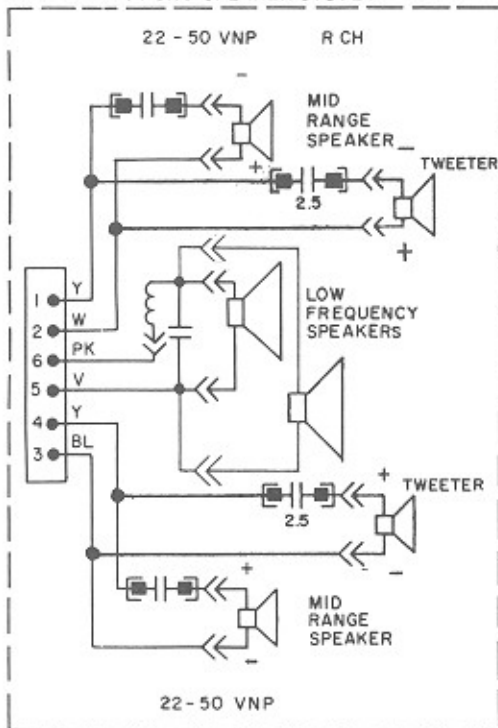 22-50 VNP R CH
-
MID
RANGE
SPEAKER
+
-
TWEETER
2.5
+
1 Y
2 W
6 PK
5 V
4 Y
3 BL
LOW
FREQUENCY
SPEAKERs
+
TWEETER
2.5
-
+
MID
RANGE
SPEAKER
-
22-50 VNP